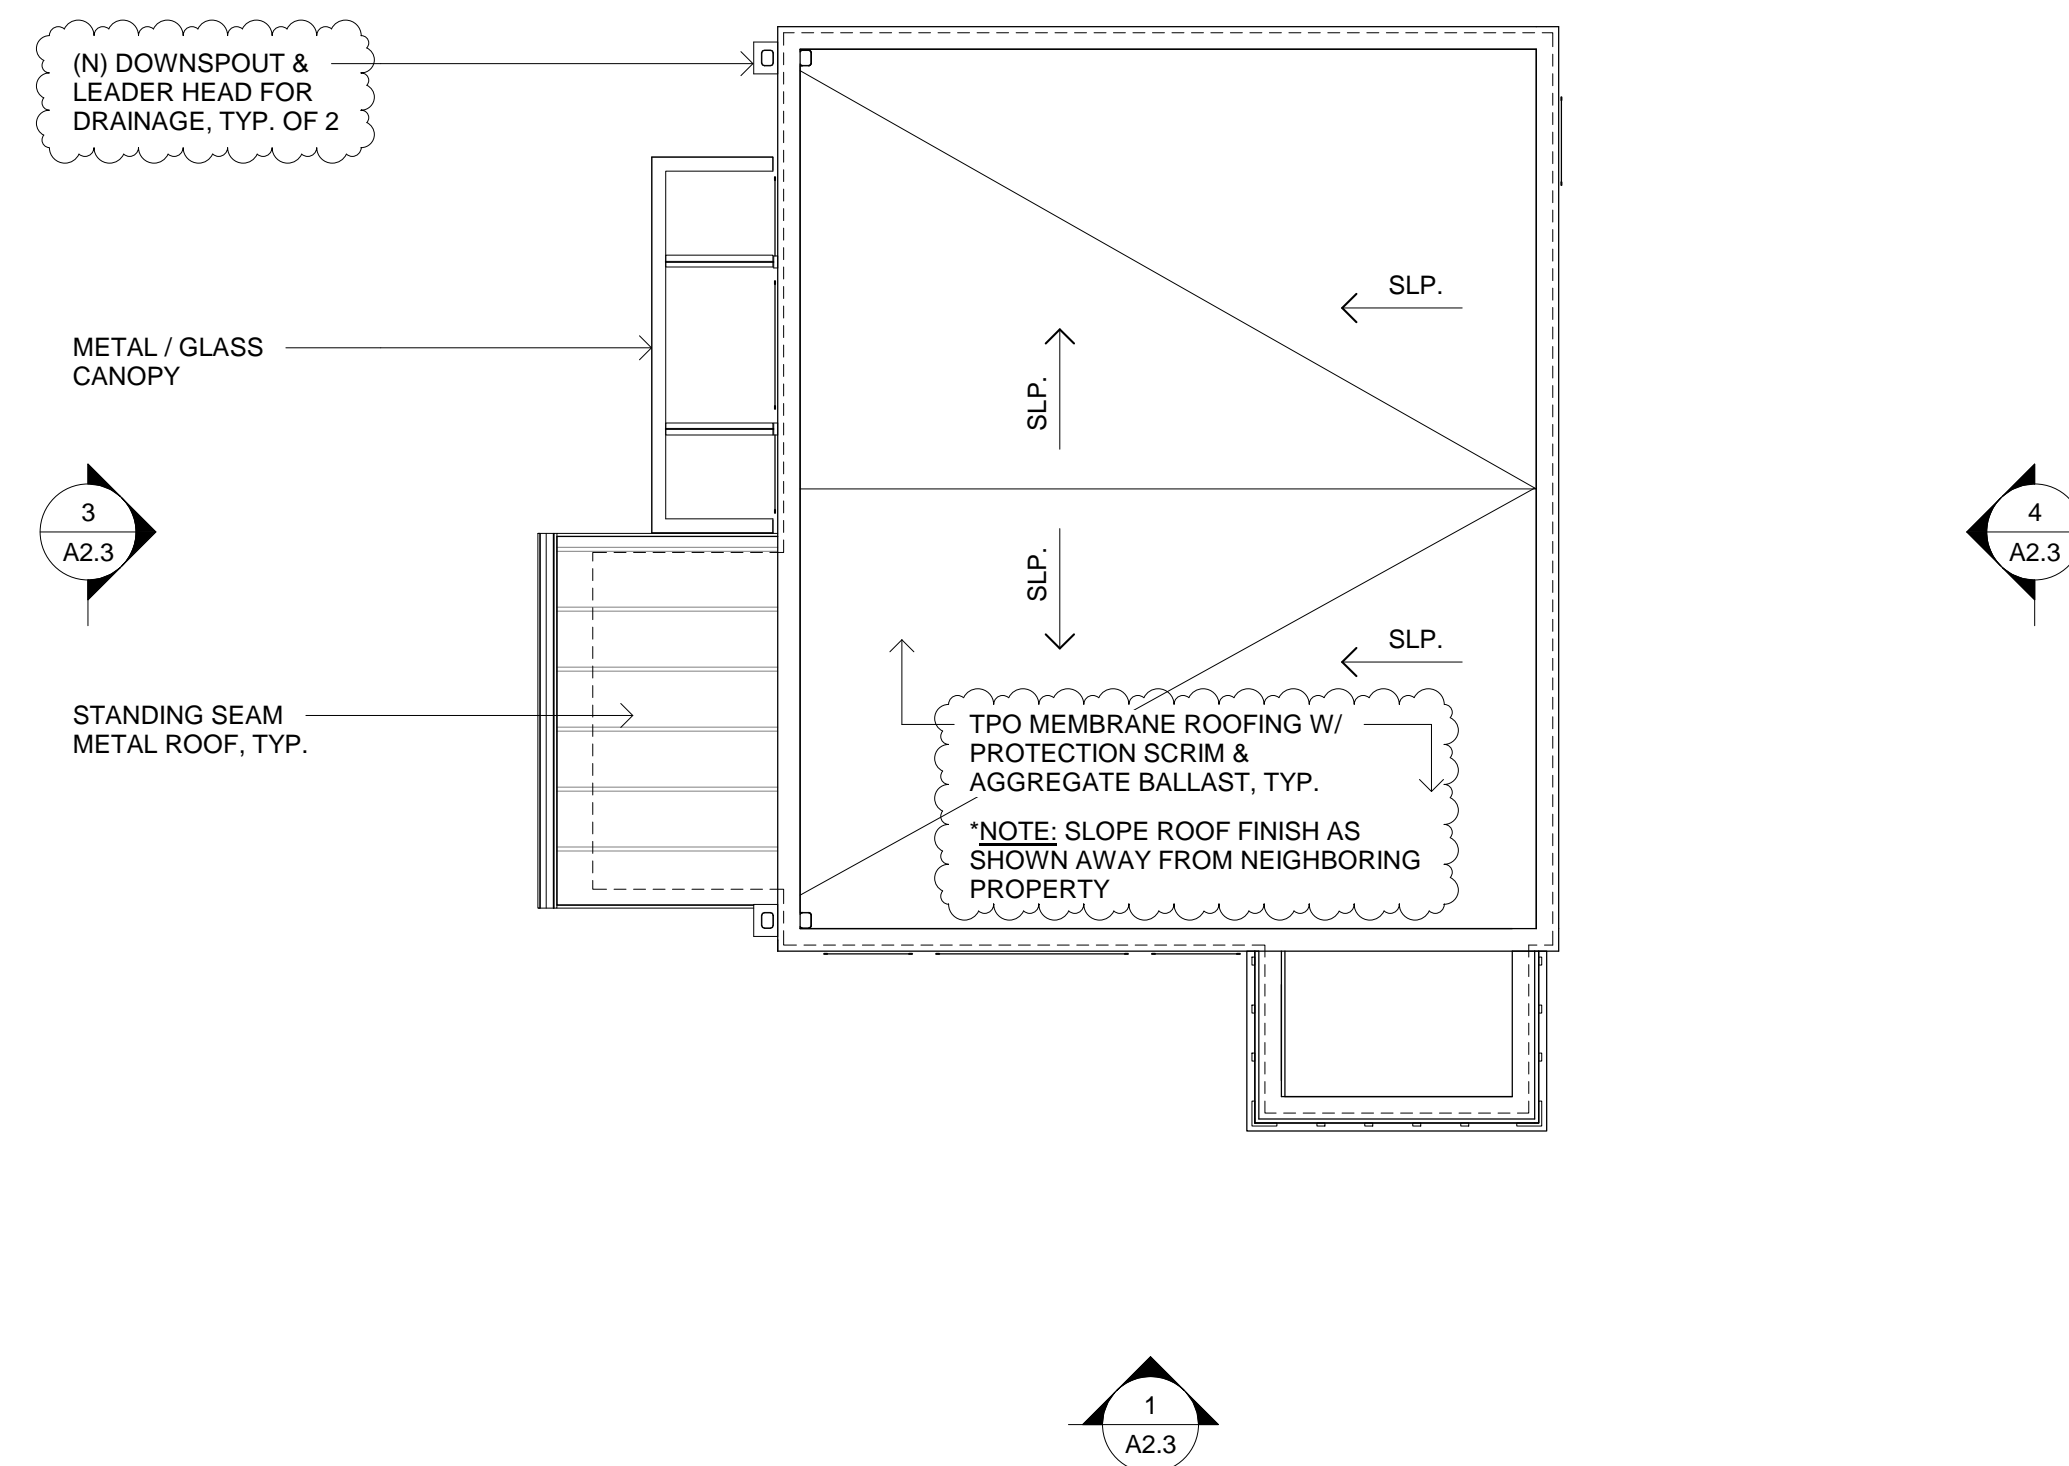 (N) DOWNSPOUT &
LEADER HEAD FOR
DRAINAGE, TYP. OF 2
SLP.
METAL / GLASS
CANOPY
SLP.
3
A2.3
4
A2.3
SLP.
SLP.
STANDING SEAM
METAL ROOF, TYP.
TPO MEMBRANE ROOFING W/
PROTECTION SCRIM &
AGGREGATE BALLAST, TYP.
*NOTE: SLOPE ROOF FINISH AS
SHOWN AWAY FROM NEIGHBORING
PROPERTY
1
A2.3